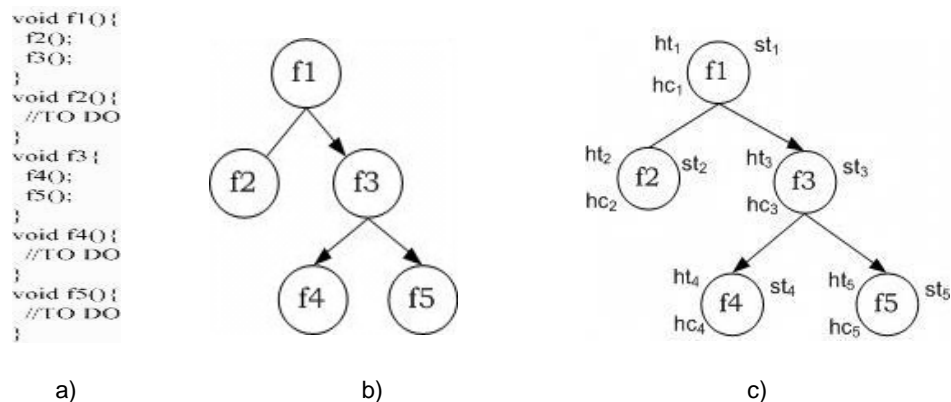 void f1(){
f2();
f3();
}
void f2(){
//TO DO
}
void f3{
f4();
f5();
}
void f4(){
//TO DO
}
void f5(){
//TO DO
}
f1
f2
f3
f4
f5
ht1
st1
f1
hc1
ht2
st2
f2
hc2
ht3
st3
f3
hc3
ht4
st4
f4
hc4
ht5
st5
f5
hc5
a)
b)
c)